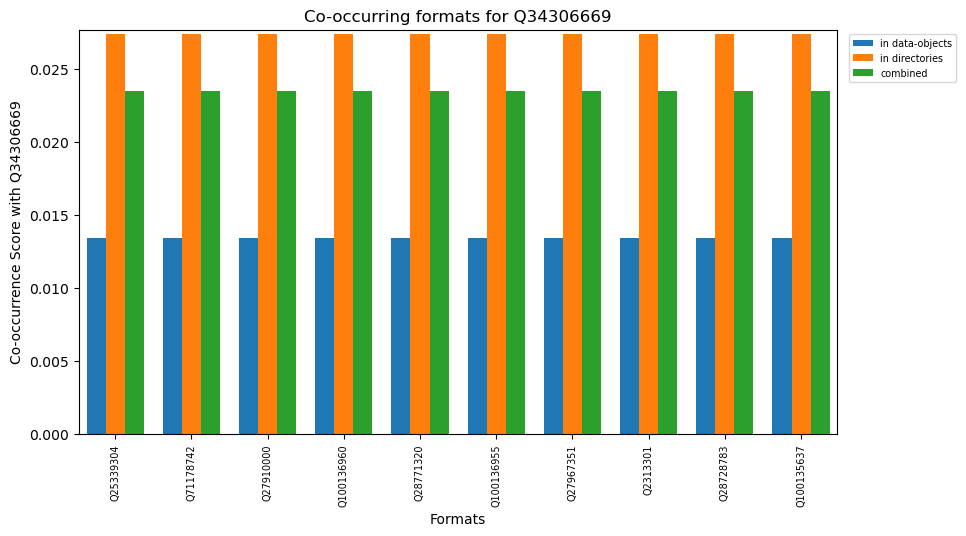 Co-occurring formats for Q34306669
in data-objects
in directories
combined
Co-occurrence Score with Q34306669
0.025
0.020
0.015
0.010
0.005
0.000
Q25339304
Q71178742
Q27910000
Q100136960
Q28771320
Q100136955
Q27967351
Q2313301
Q28728783
Q100135637
Formats